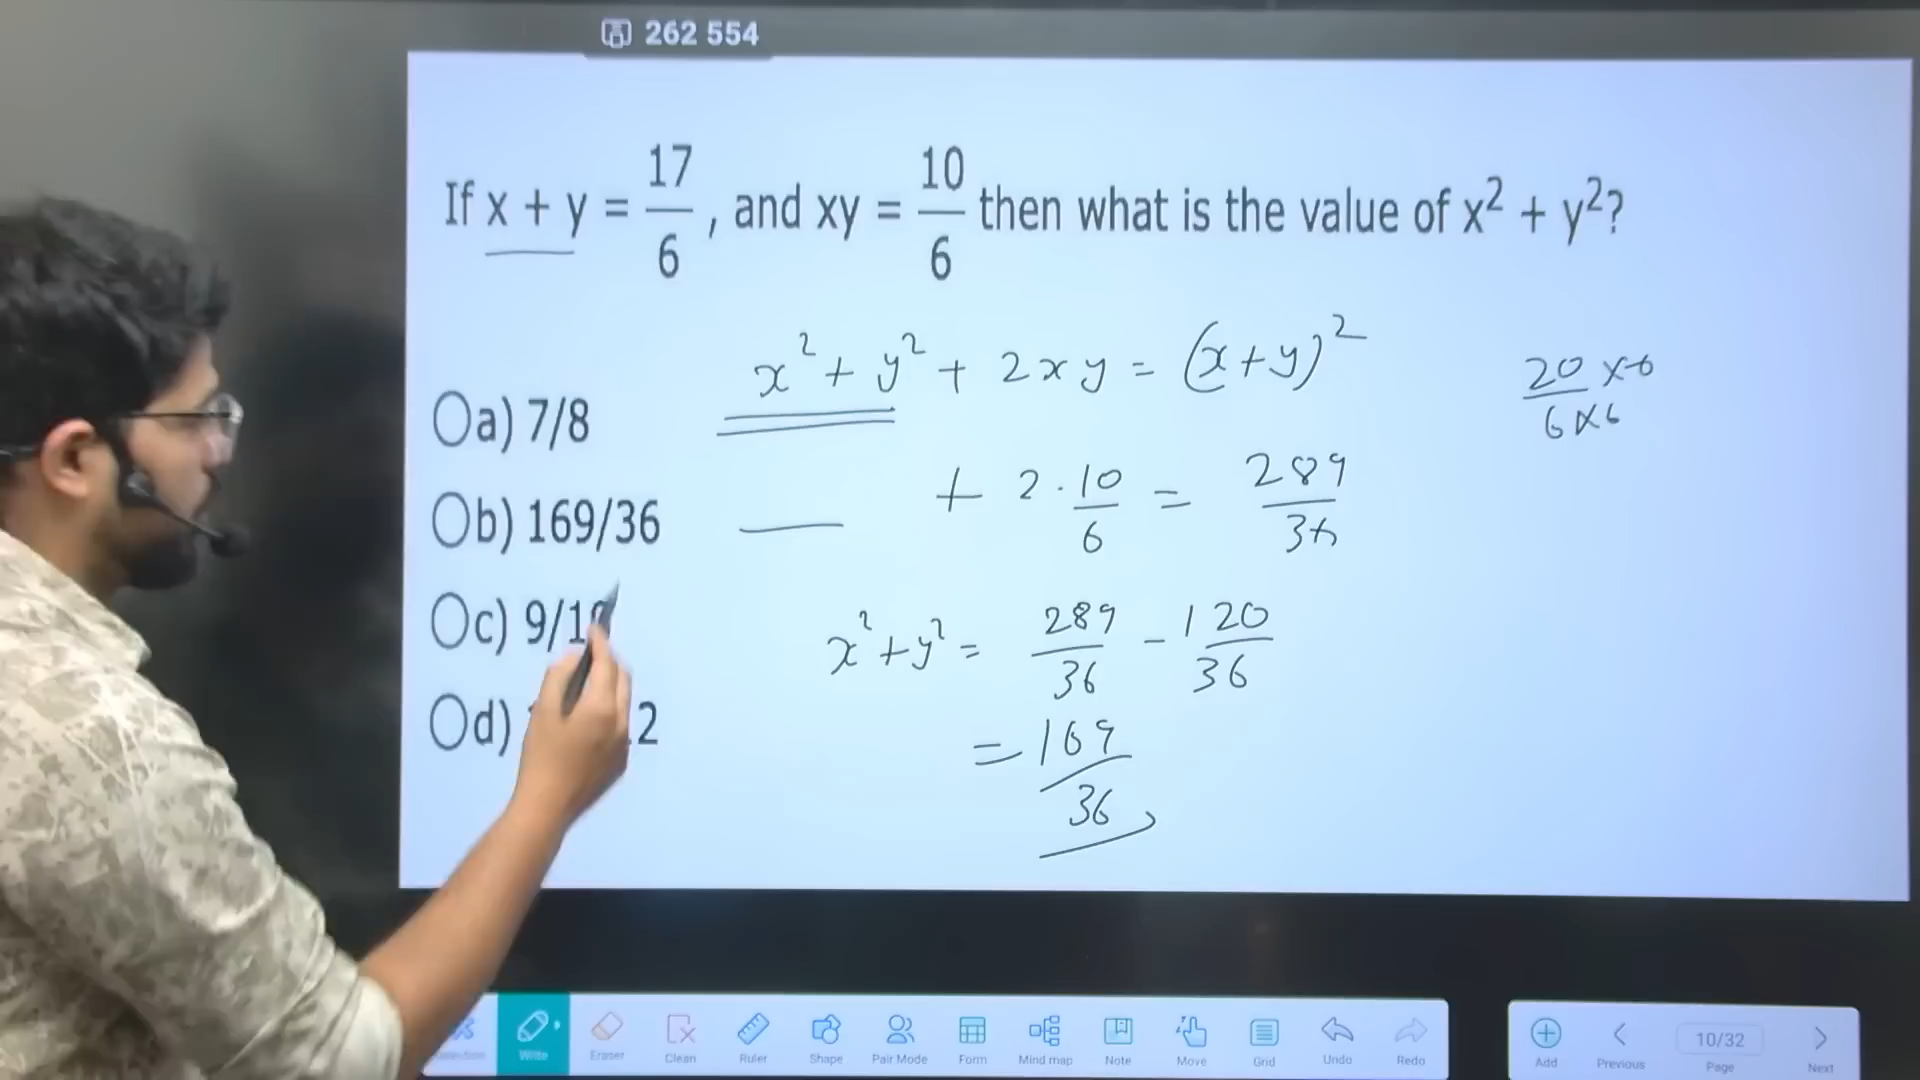 262 554
If x + y = 17/6 , and xy = 10/6 then what is the value of x² + y²?
x² + y² + 2xy = (x+y)²
20 × 6
6 × 6
a) 7/8
+ 2 · 10/6 = 289/36
b) 169/36
c) 9/1
x² + y² = 289/36 - 120/36
d) 2
= 169/36
Write
Eraser
Clean
Ruler
Shape
Pair Mode
Form
Mind map
Note
Move
Grid
Undo
Redo
Add
Previous
10/32
Page
Next